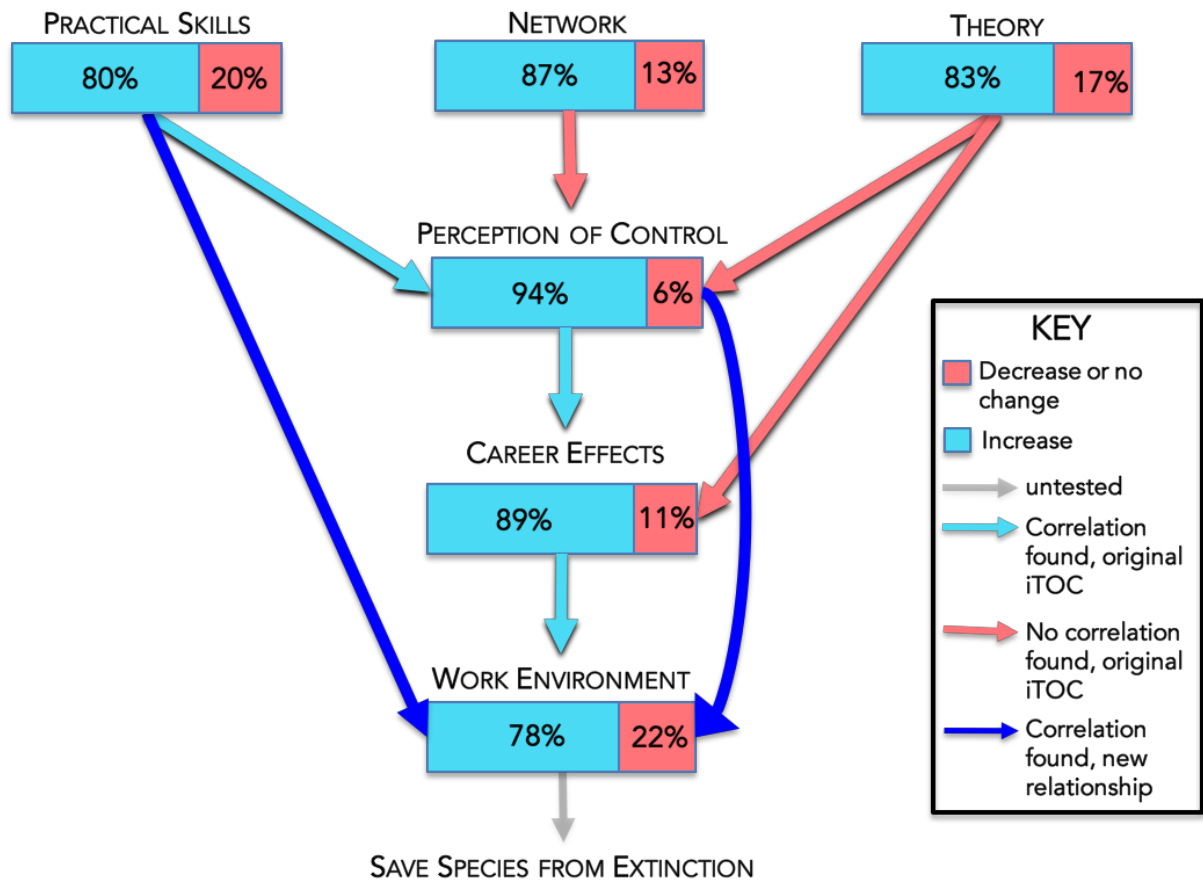 PRACTICAL SKILLS
NETWORK
THEORY
80% 20%
87% 13%
83% 17%
PERCEPTION OF CONTROL
94% 6%
CAREER EFFECTS
89% 11%
WORK ENVIRONMENT
78% 22%
SAVE SPECIES FROM EXTINCTION
KEY
Decrease or no
change
Increase
untested
Correlation
found, original
iTOC
No correlation
found, original
iTOC
Correlation
found, new
relationship